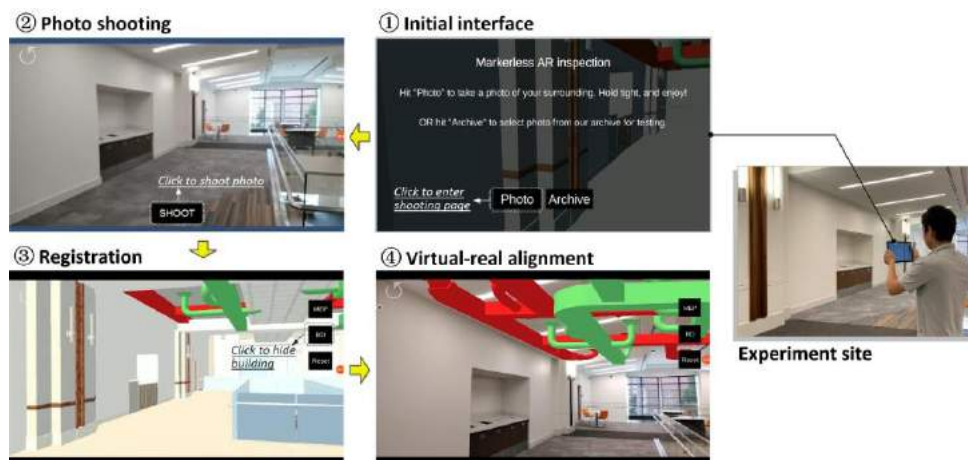 ② Photo shooting
① Initial interface
Markerless AR inspection
Hit "Photo" to take a photo of your surrounding. Hold tight, and enjoy!
OR hit "Archive" to select photo from our archive for testing.
Click to enter
shooting page
Photo
Archive
Click to shoot photo
SHOOT
③ Registration
MEP
Click to hide
building
Reset
④ Virtual-real alignment
MEP
Reset
Experiment site